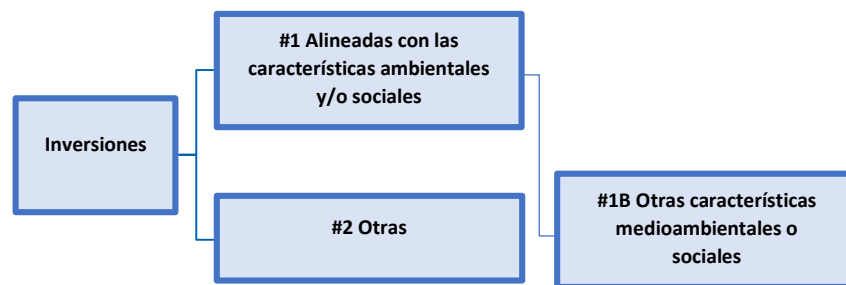 #1 Alineadas con las
características ambientales
y/o sociales
Inversiones
#2 Otras
#1B Otras características
medioambientales o
sociales